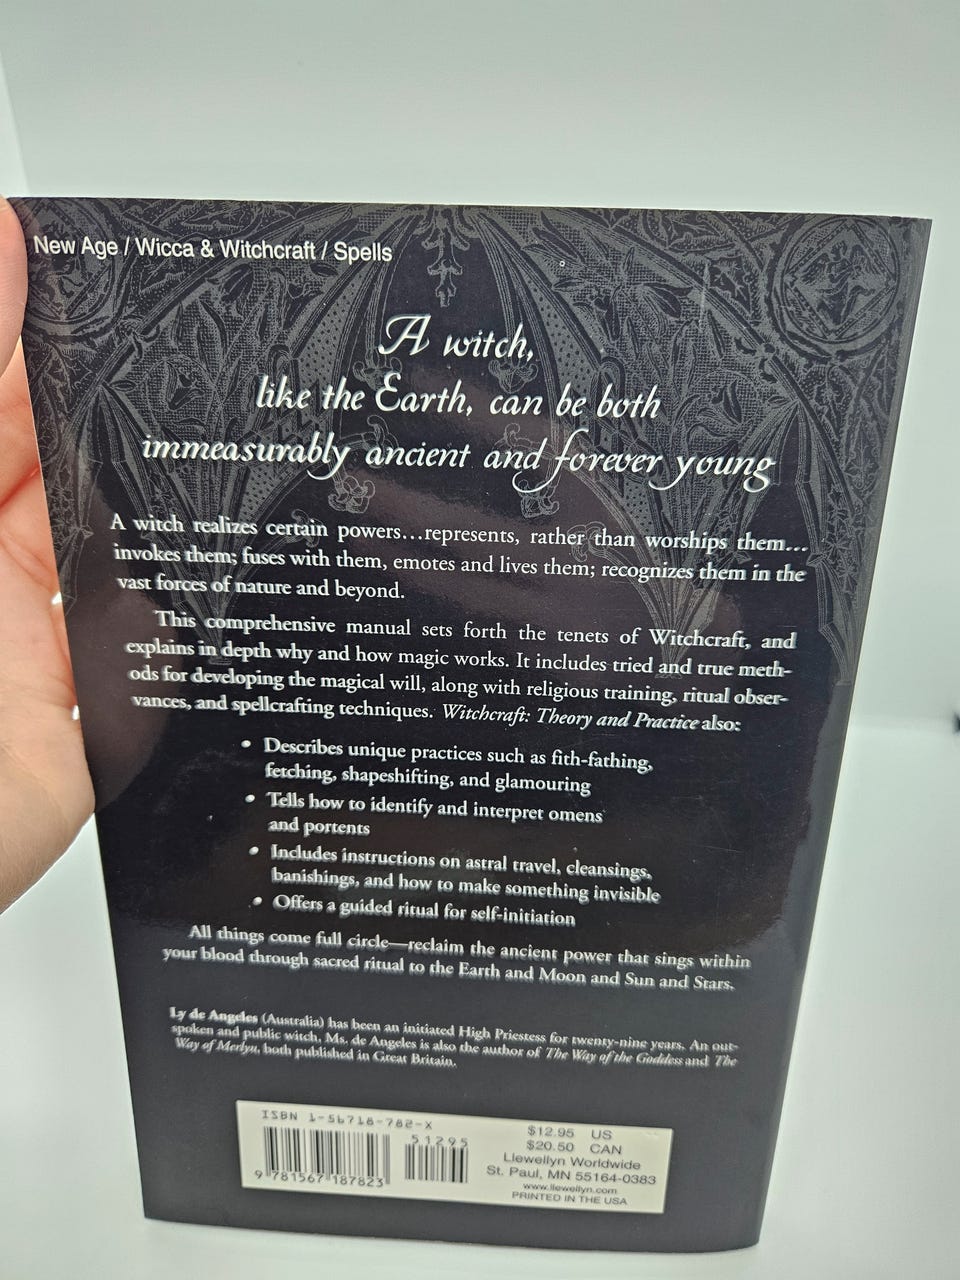 New Age / Wicca & Witchcraft / Spells
A witch,
like the Earth, can be both
immeasurably ancient and forever young
A witch realizes certain powers...represents, rather than worships them...
invokes them; fuses with them, emotes and lives them; recognizes them in the
vast forces of nature and beyond.
This comprehensive manual sets forth the tenets of Witchcraft, and
explains in depth why and how magic works. It includes tried and true meth-
ods for developing the magical will, along with religious training, ritual obser-
vances, and spellcrafting techniques. Witchcraft: Theory and Practice also:
• Describes unique practices such as fith-fathing,
fetching, shapeshifting, and glamouring
• Tells how to identify and interpret omens
and portents
• Includes instructions on astral travel, cleansings,
banishings, and how to make something invisible
• Offers a guided ritual for self-initiation
All things come full circle—reclaim the ancient power that sings within
your blood through sacred ritual to the Earth and Moon and Sun and Stars.
Ly de Angeles (Australia) has been an initiated High Priestess for twenty-nine years. An out-
spoken and public witch, Ms. de Angeles is also the author of The Way of the Goddess and The
Way of Merlyn, both published in Great Britain.
ISBN 1-56718-782-X
51295
9 781567 187823
$12.95 US
$20.50 CAN
Llewellyn Worldwide
St. Paul, MN 55164-0383
www.llewellyn.com
PRINTED IN THE USA